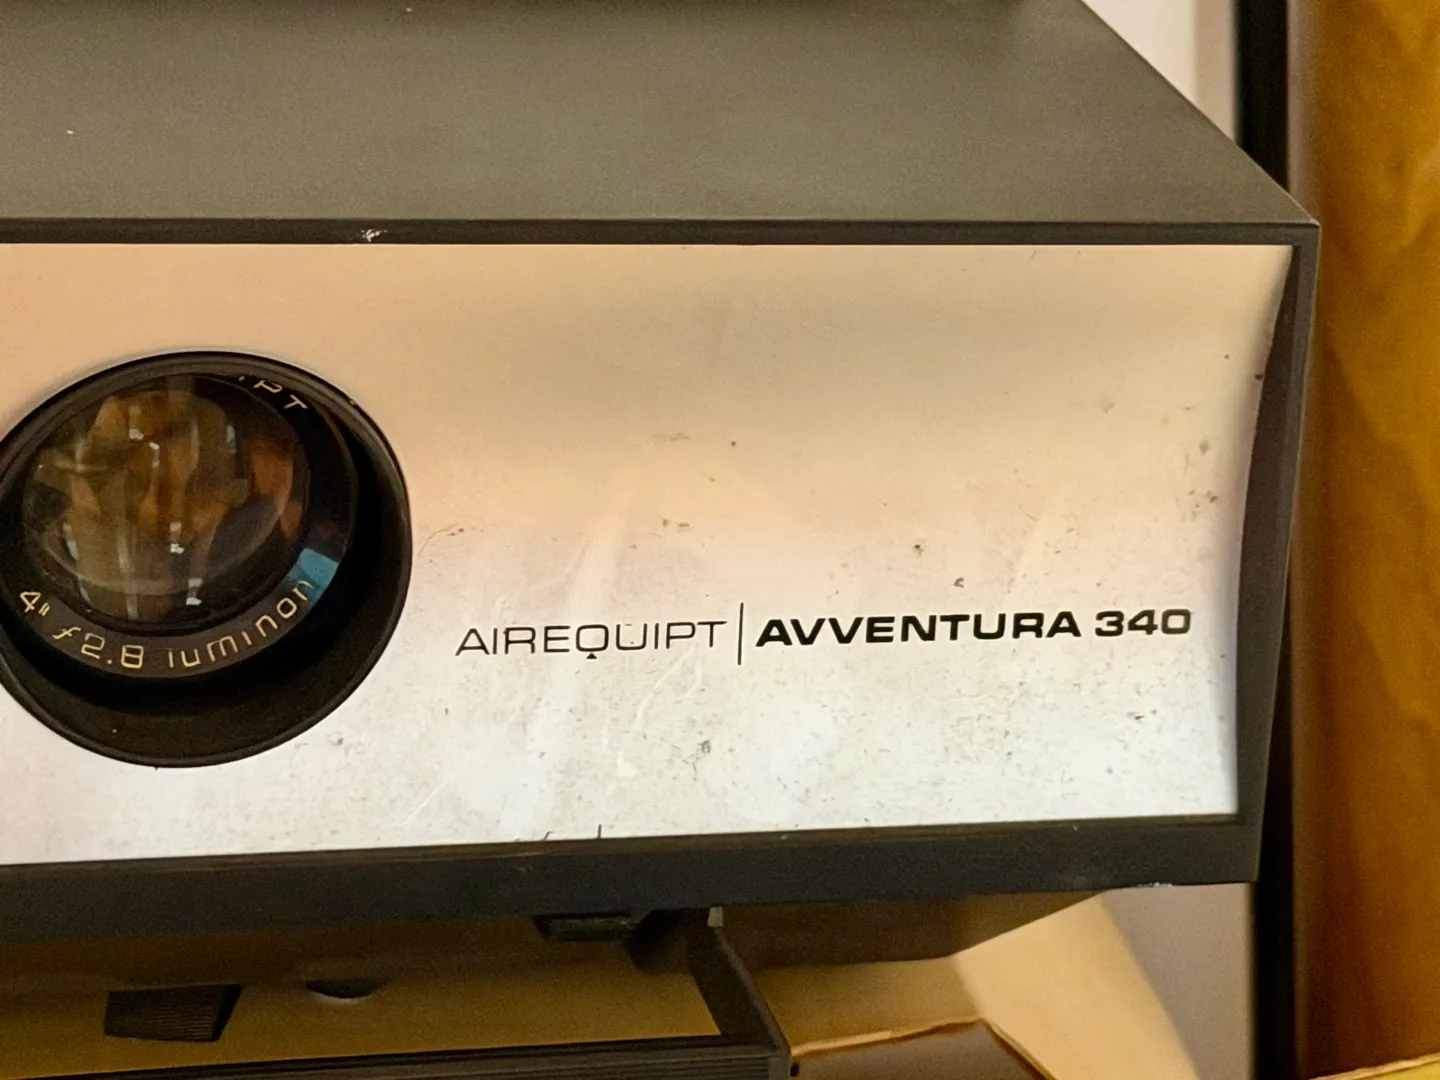 4" f2.8 luminon
AIREQUIPT | AVVENTURA 340